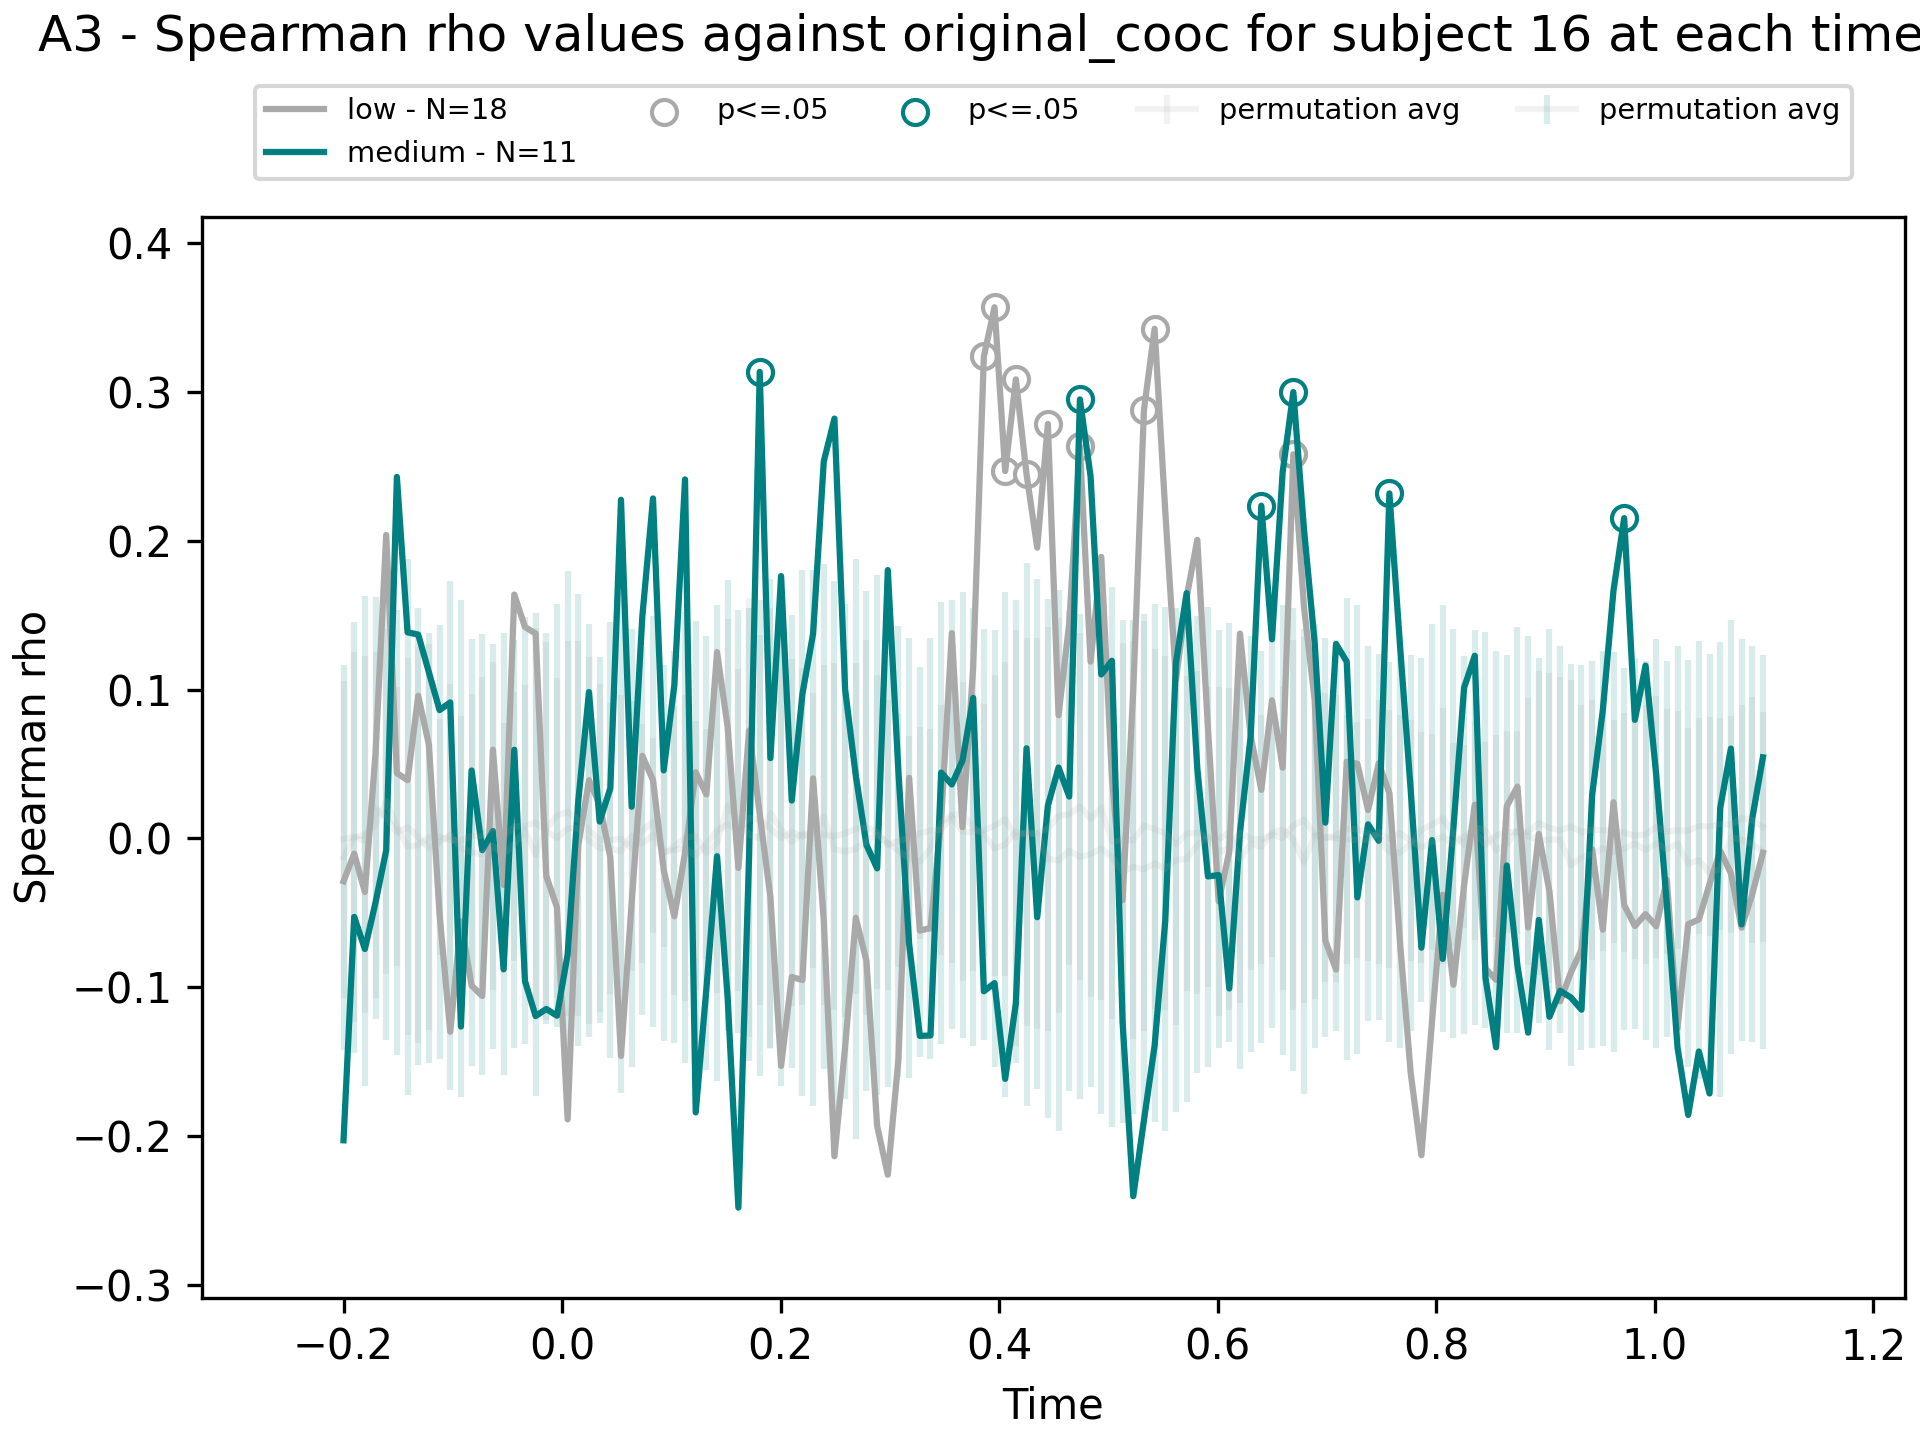 A3 - Spearman rho values against original_cooc for subject 16 at each time
low - N=18
medium - N=11
p<=.05
p<=.05
permutation avg
permutation avg
Spearman rho
0.4
0.3
0.2
0.1
0.0
−0.1
−0.2
−0.3
−0.2 0.0 0.2 0.4 0.6 0.8 1.0 1.2
Time